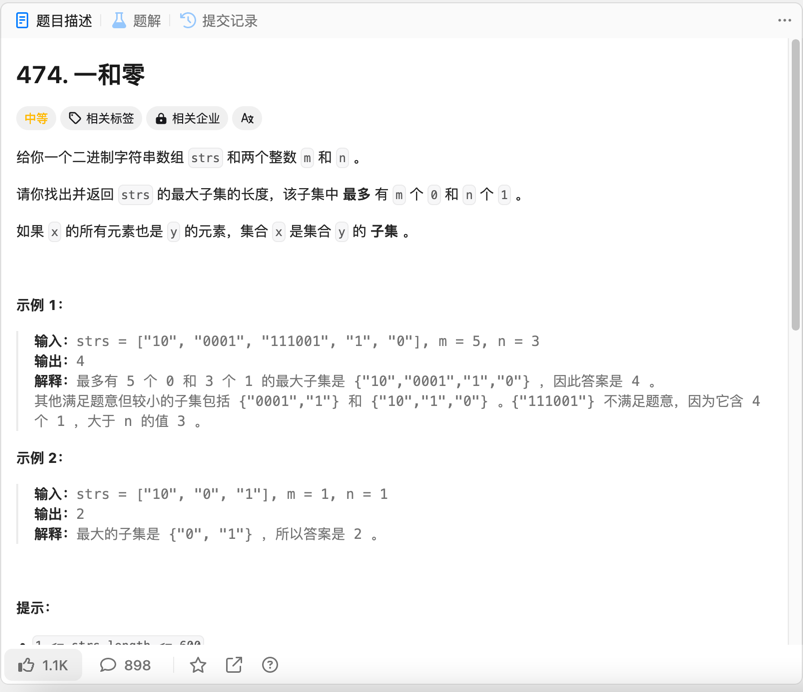 题目描述 题解 提交记录
474. 一和零
中等 相关标签 相关企业
给你一个二进制字符串数组 strs 和两个整数 m 和 n 。
请你找出并返回 strs 的最大子集的长度，该子集中 最多 有 m 个 0 和 n 个 1 。
如果 x 的所有元素也是 y 的元素，集合 x 是集合 y 的 子集 。
示例 1：
输入：strs = ["10", "0001", "111001", "1", "0"], m = 5, n = 3
输出：4
解释：最多有 5 个 0 和 3 个 1 的最大子集是 {"10","0001","1","0"} ，因此答案是 4 。
其他满足题意但较小的子集包括 {"0001","1"} 和 {"10","1","0"} 。{"111001"} 不满足题意，因为它含 4
个 1 ，大于 n 的值 3 。
示例 2：
输入：strs = ["10", "0", "1"], m = 1, n = 1
输出：2
解释：最大的子集是 {"0", "1"} ，所以答案是 2 。
提示：
1 <= strs.length <= 600
1.1K 898